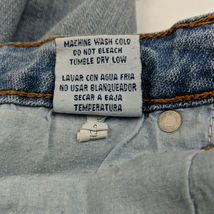 MACHINE WASH COLD
DO NOT BLEACH
TUMBLE DRY LOW
LAVAR CON AGUA FRIA
NO USAR BLANQUEADOR
SECAR A BAJA
TEMPERATURA